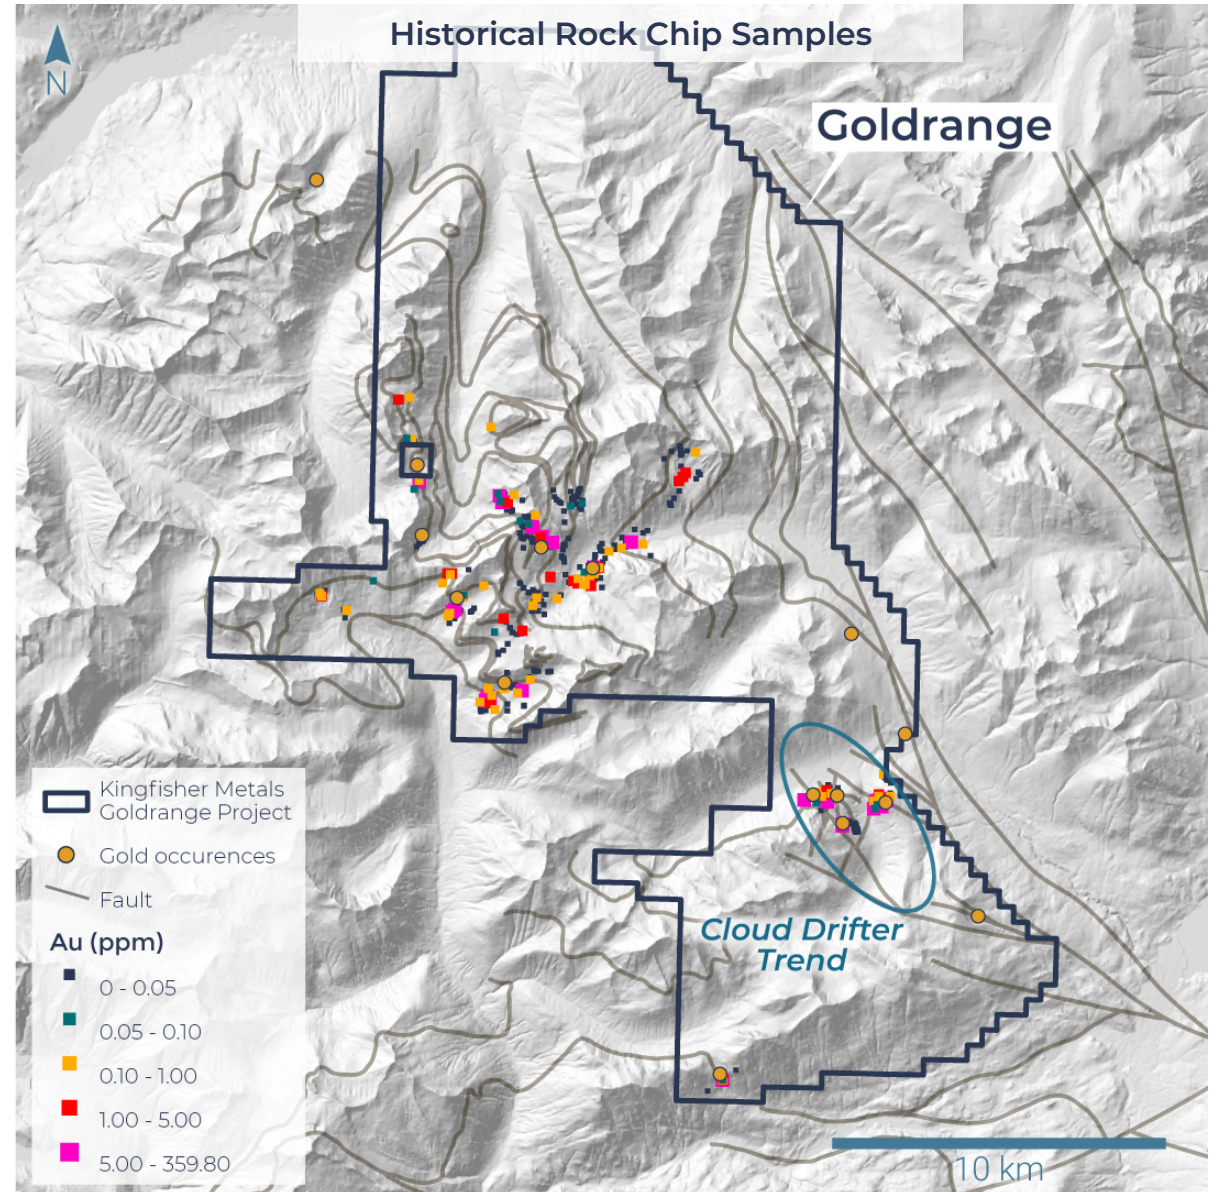 Historical Rock Chip Samples
N
Goldrange
Kingfisher Metals
Goldrange Project
Gold occurences
Fault
Au (ppm)
0 - 0.05
0.05 - 0.10
0.10 - 1.00
1.00 - 5.00
5.00 - 359.80
Cloud Drifter
Trend
10 km